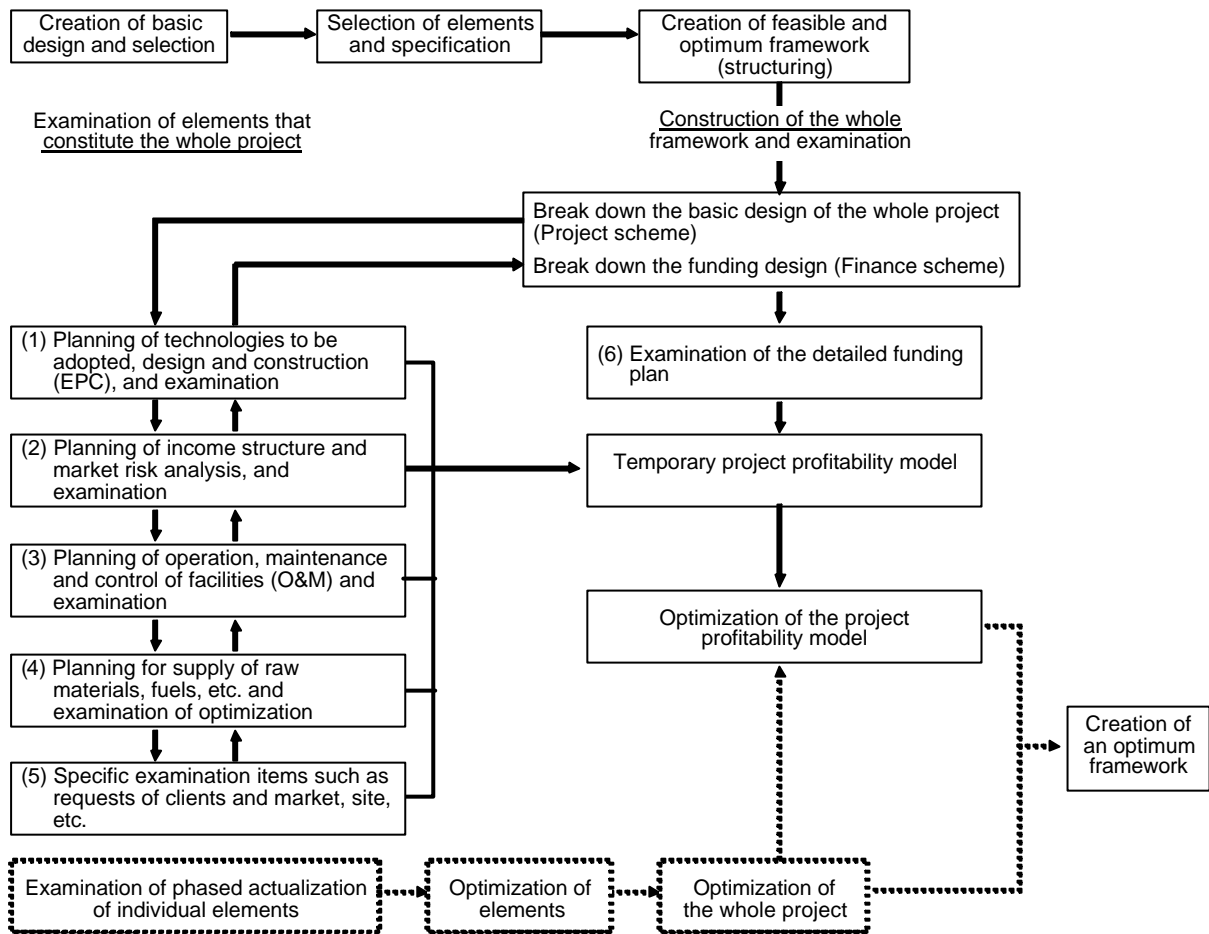 Creation of basic
design and selection
Selection of elements
and specification
Creation of feasible and
optimum framework
(structuring)
Examination of elements that
constitute the whole project
Construction of the whole
framework and examination
Break down the basic design of the whole project
(Project scheme)
Break down the funding design (Finance scheme)
(1) Planning of technologies to be
adopted, design and construction
(EPC), and examination
(2) Planning of income structure and
market risk analysis, and
examination
(3) Planning of operation, maintenance
and control of facilities (O&M) and
examination
(4) Planning for supply of raw
materials, fuels, etc. and
examination of optimization
(5) Specific examination items such as
requests of clients and market, site,
etc.
(6) Examination of the detailed funding
plan
Temporary project profitability model
Optimization of the project
profitability model
Creation of
an optimum
framework
Examination of phased actualization
of individual elements
Optimization of
elements
Optimization of
the whole project